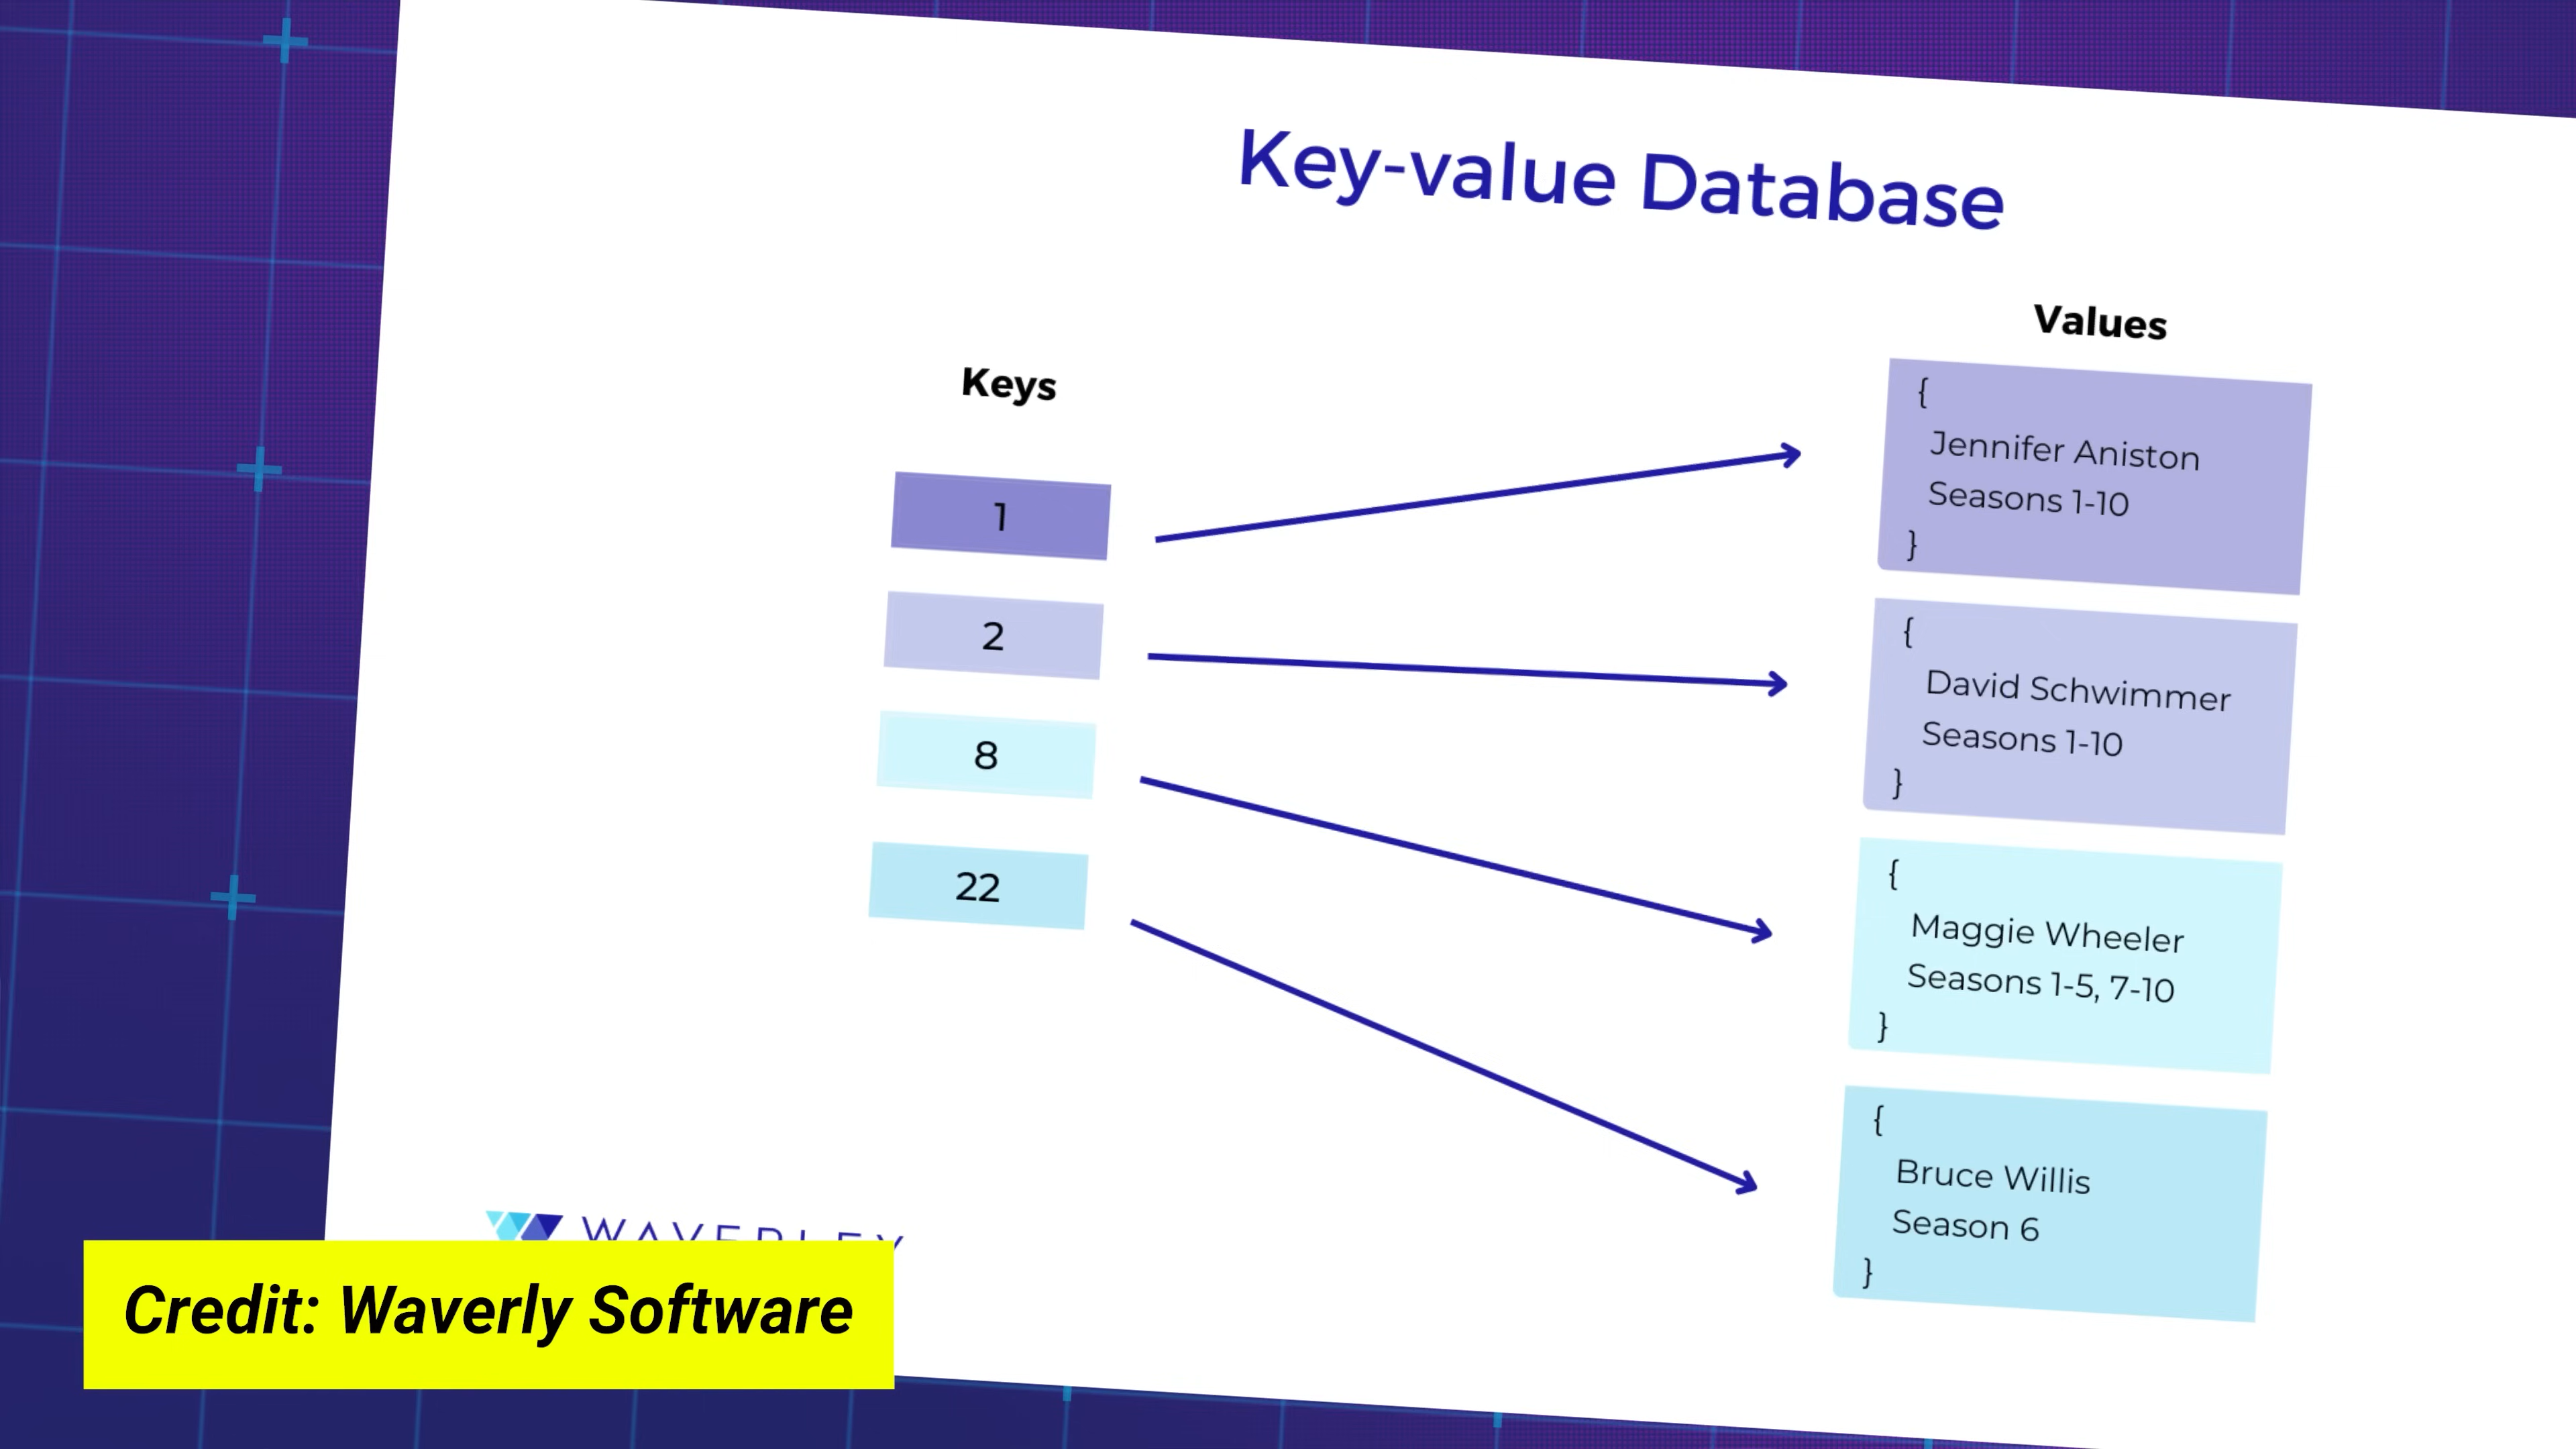 Key-value Database
Keys
Values
1
2
8
22
{
Jennifer Aniston
Seasons 1-10
}
{
David Schwimmer
Seasons 1-10
}
{
Maggie Wheeler
Seasons 1-5, 7-10
}
{
Bruce Willis
Season 6
}
WAVERLEY
Credit: Waverly Software